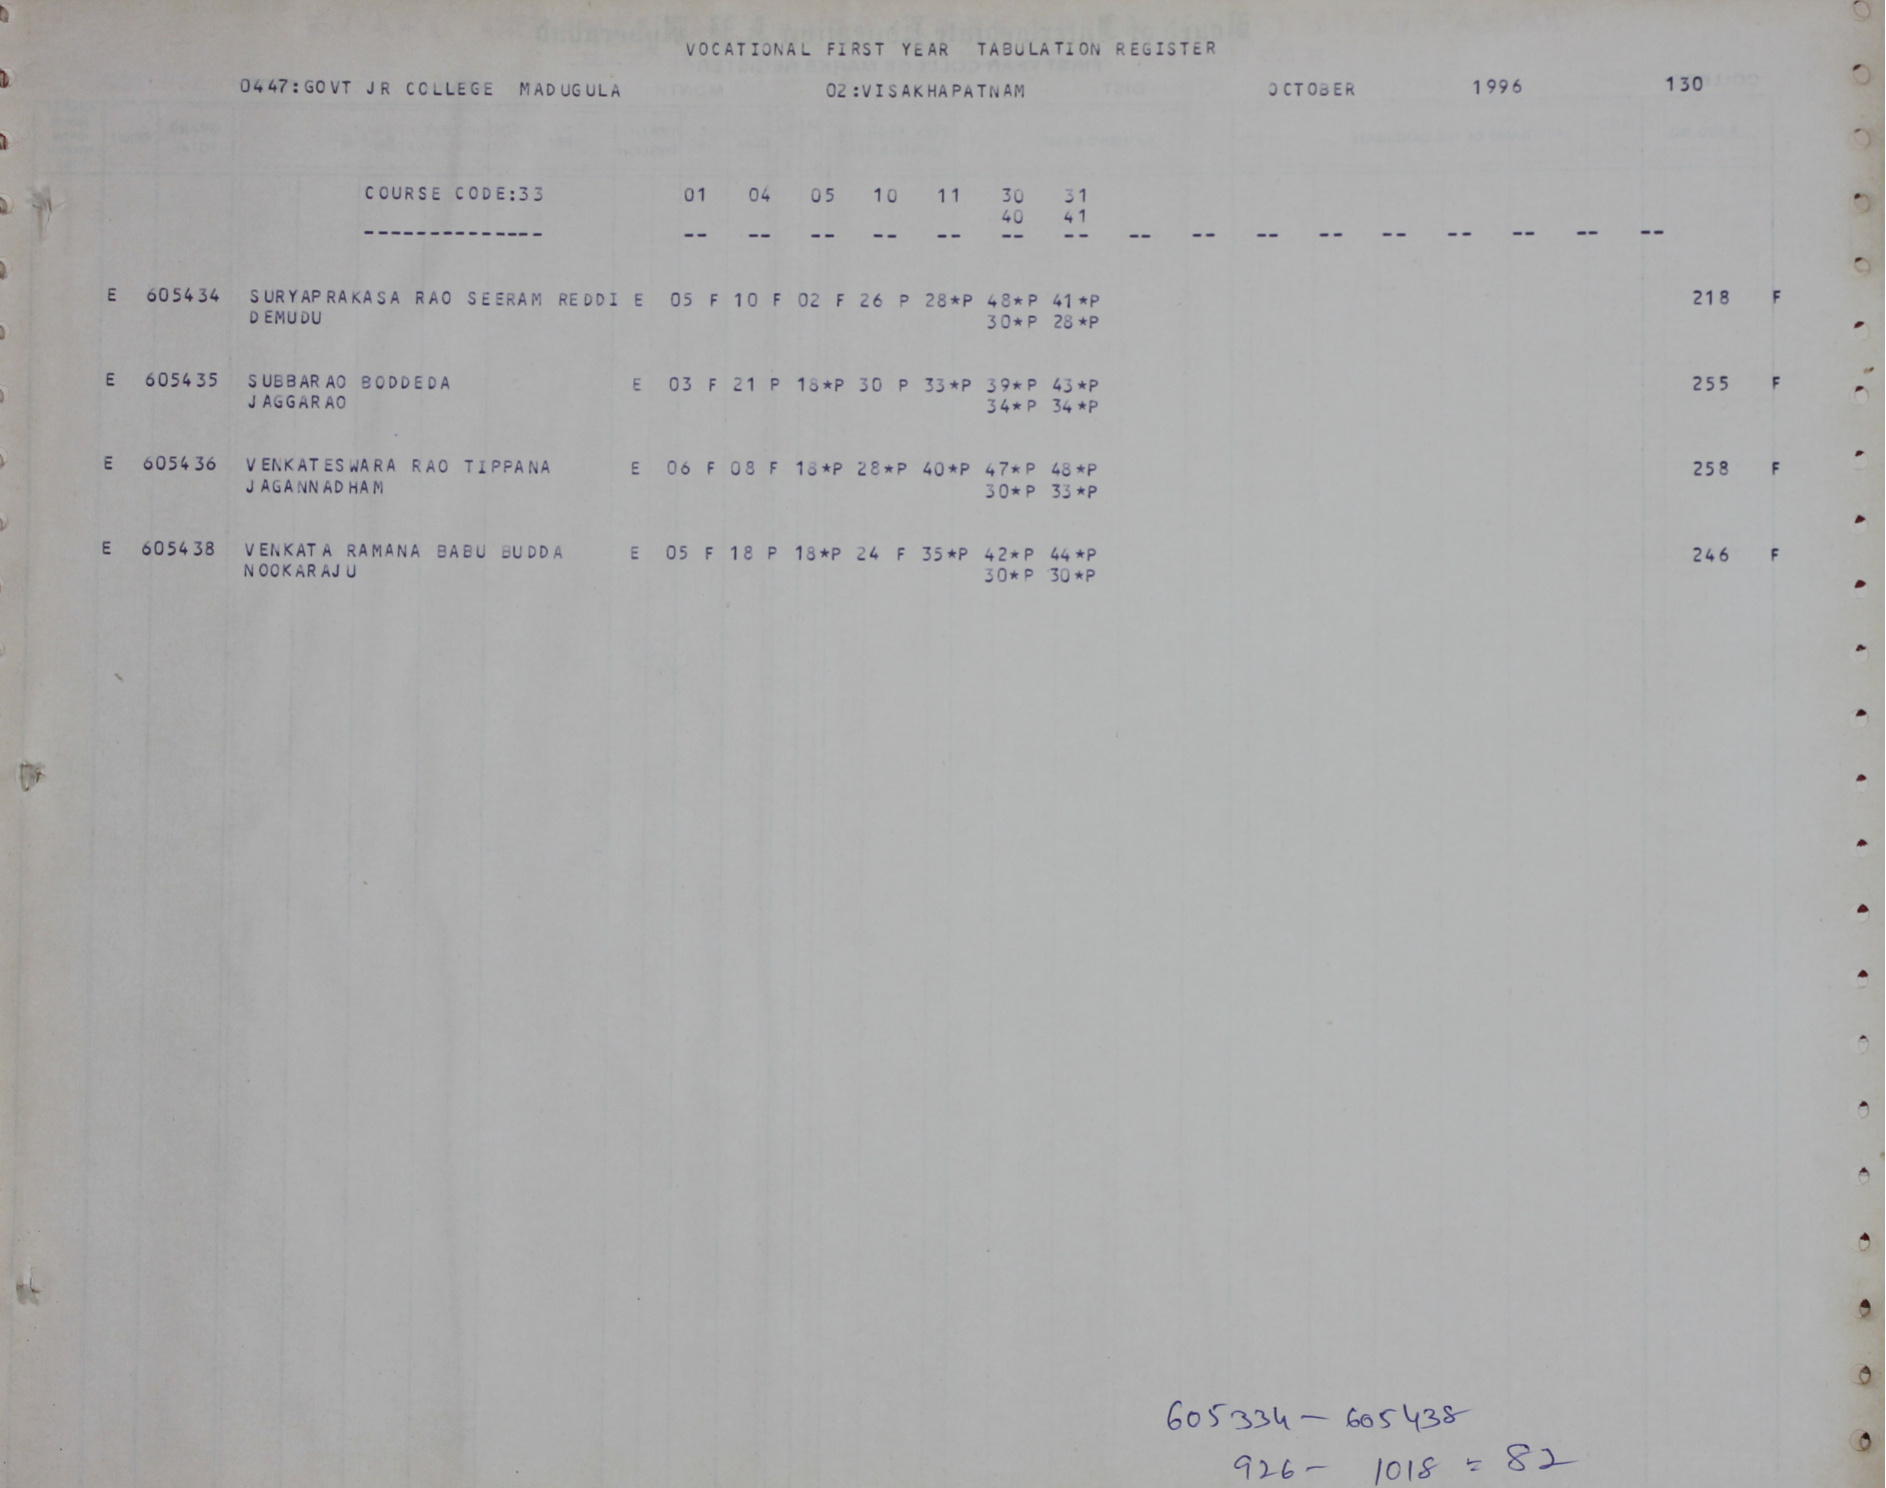 VOCATIONAL FIRST YEAR TABULATION REGISTER
0447:GOVT JR COLLEGE MADUGULA 02:VISAKHAPATNAM OCTOBER 1996 130
COURSE CODE:33 01 04 05 10 11 30 31
40 41
-------------- -- -- -- -- -- -- -- -- -- -- -- -- -- -- -- --
E 605434 SURYAPRAKASA RAO SEERAM REDDI E 05 F 10 F 02 F 26 P 28*P 48*P 41*P 218 F
DEMUDU 30*P 28*P
E 605435 SUBBARAO BODDEDA E 03 F 21 P 18*P 30 P 33*P 39*P 43*P 255 F
JAGGARAO 34*P 34*P
E 605436 VENKATESWARA RAO TIPPANA E 06 F 08 F 18*P 28*P 40*P 47*P 48*P 258 F
JAGANNADHAM 30*P 33*P
E 605438 VENKATA RAMANA BABU BUDDA E 05 F 18 P 18*P 24 F 35*P 42*P 44*P 246 F
NOOKARAJU 30*P 30*P
605334 - 605438
926 - 1018 = 82